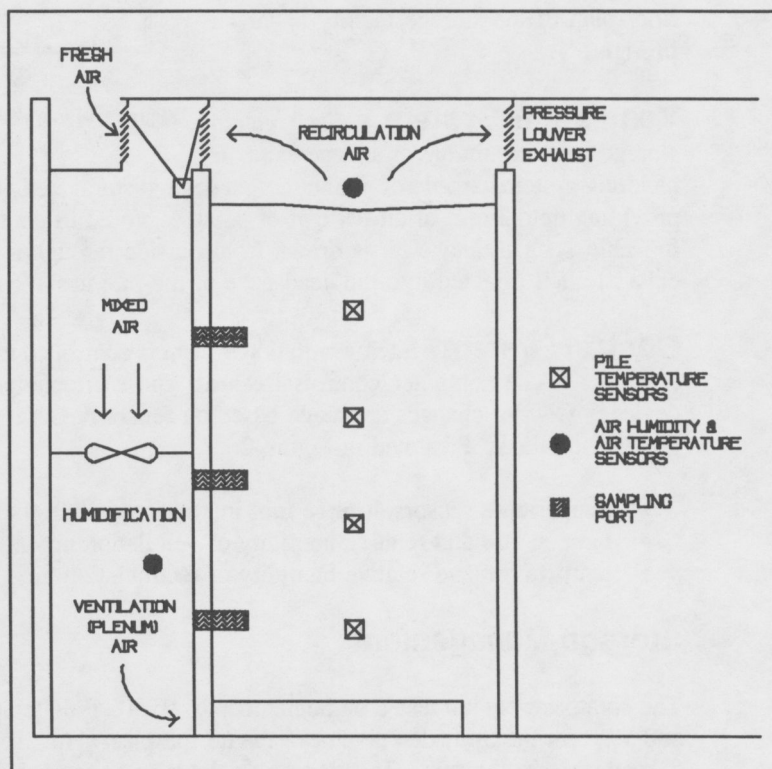 FRESH
AIR
RECIRCULATION
AIR
PRESSURE
LOUVER
EXHAUST
MIXED
AIR
PILE
TEMPERATURE
SENSORS
AIR HUMIDITY &
AIR TEMPERATURE
SENSORS
HUMIDIFICATION
SAMPLING
PORT
VENTILATION
(PLENUM)
AIR